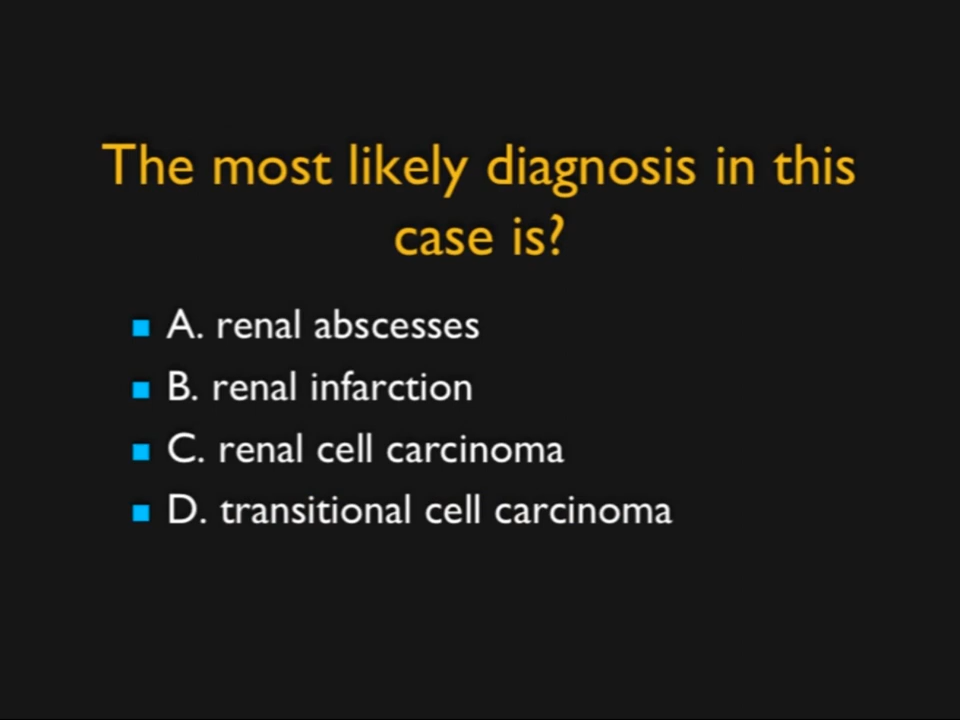 The most likely diagnosis in this
case is?
A. renal abscesses
B. renal infarction
C. renal cell carcinoma
D. transitional cell carcinoma